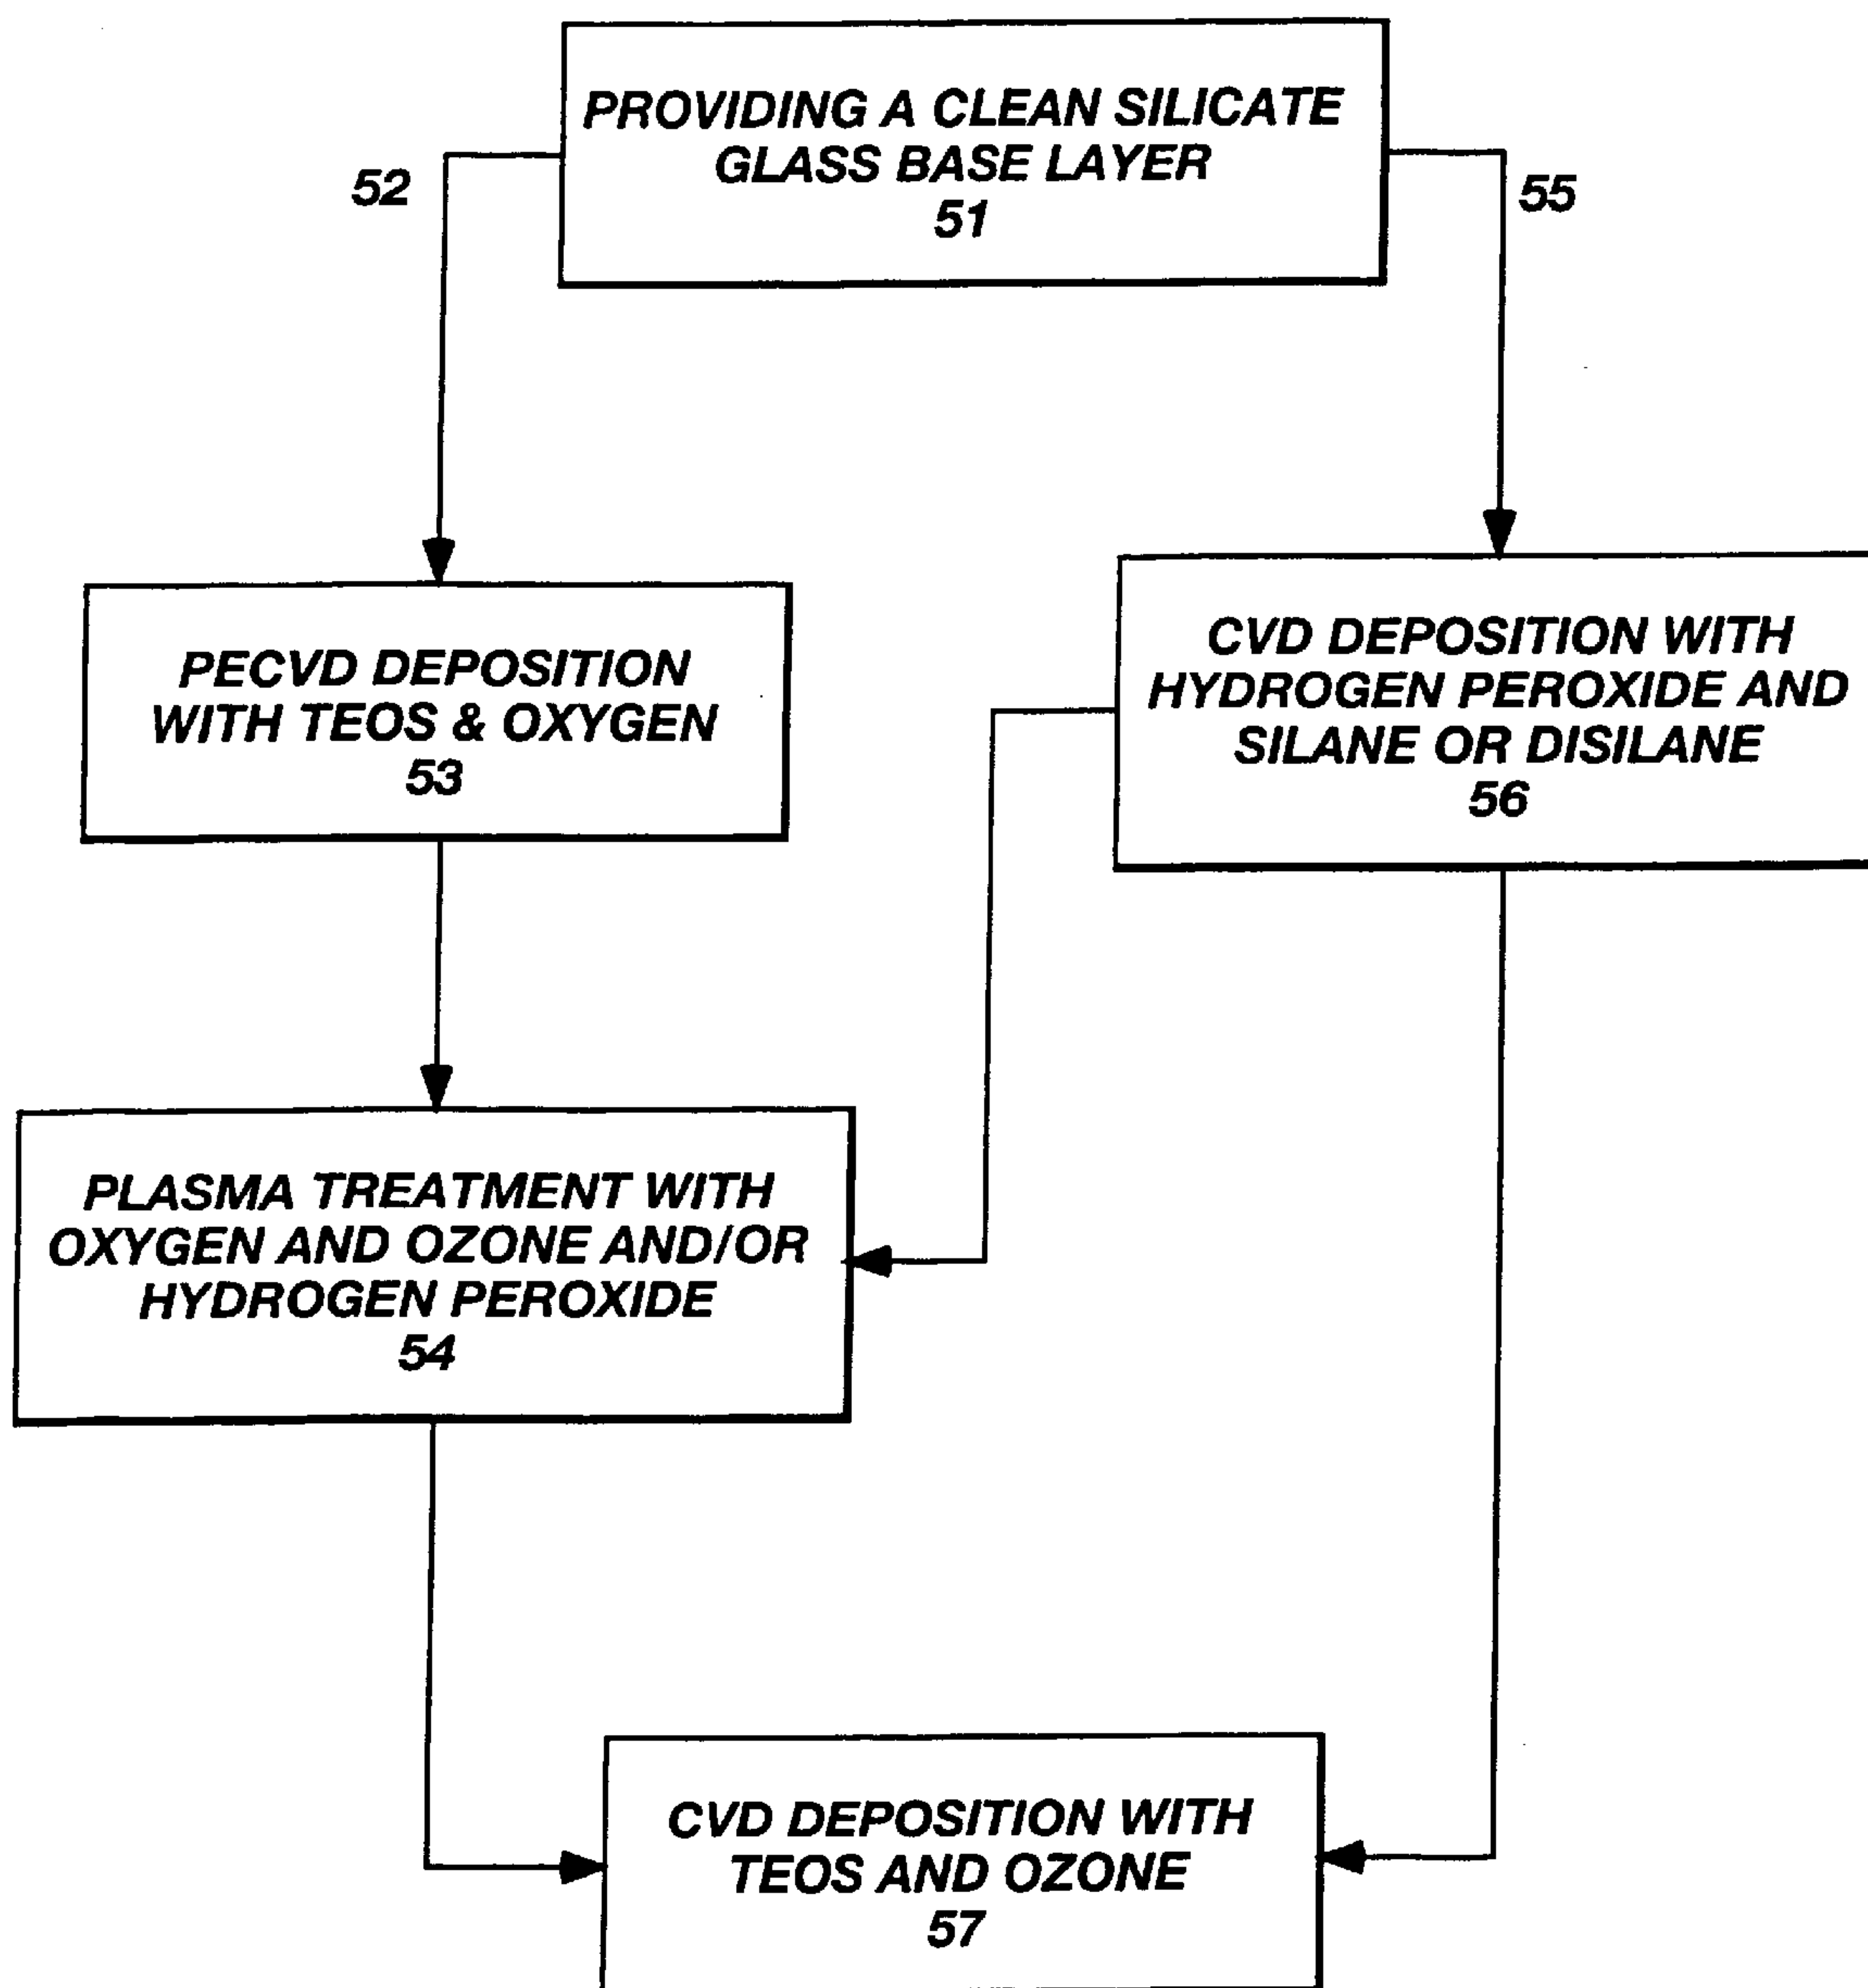 PROVIDING A CLEAN SILICATE
GLASS BASE LAYER
51
52
55
PECVD DEPOSITION
WITH TEOS & OXYGEN
53
CVD DEPOSITION WITH
HYDROGEN PEROXIDE AND
SILANE OR DISILANE
56
PLASMA TREATMENT WITH
OXYGEN AND OZONE AND/OR
HYDROGEN PEROXIDE
54
CVD DEPOSITION WITH
TEOS AND OZONE
57